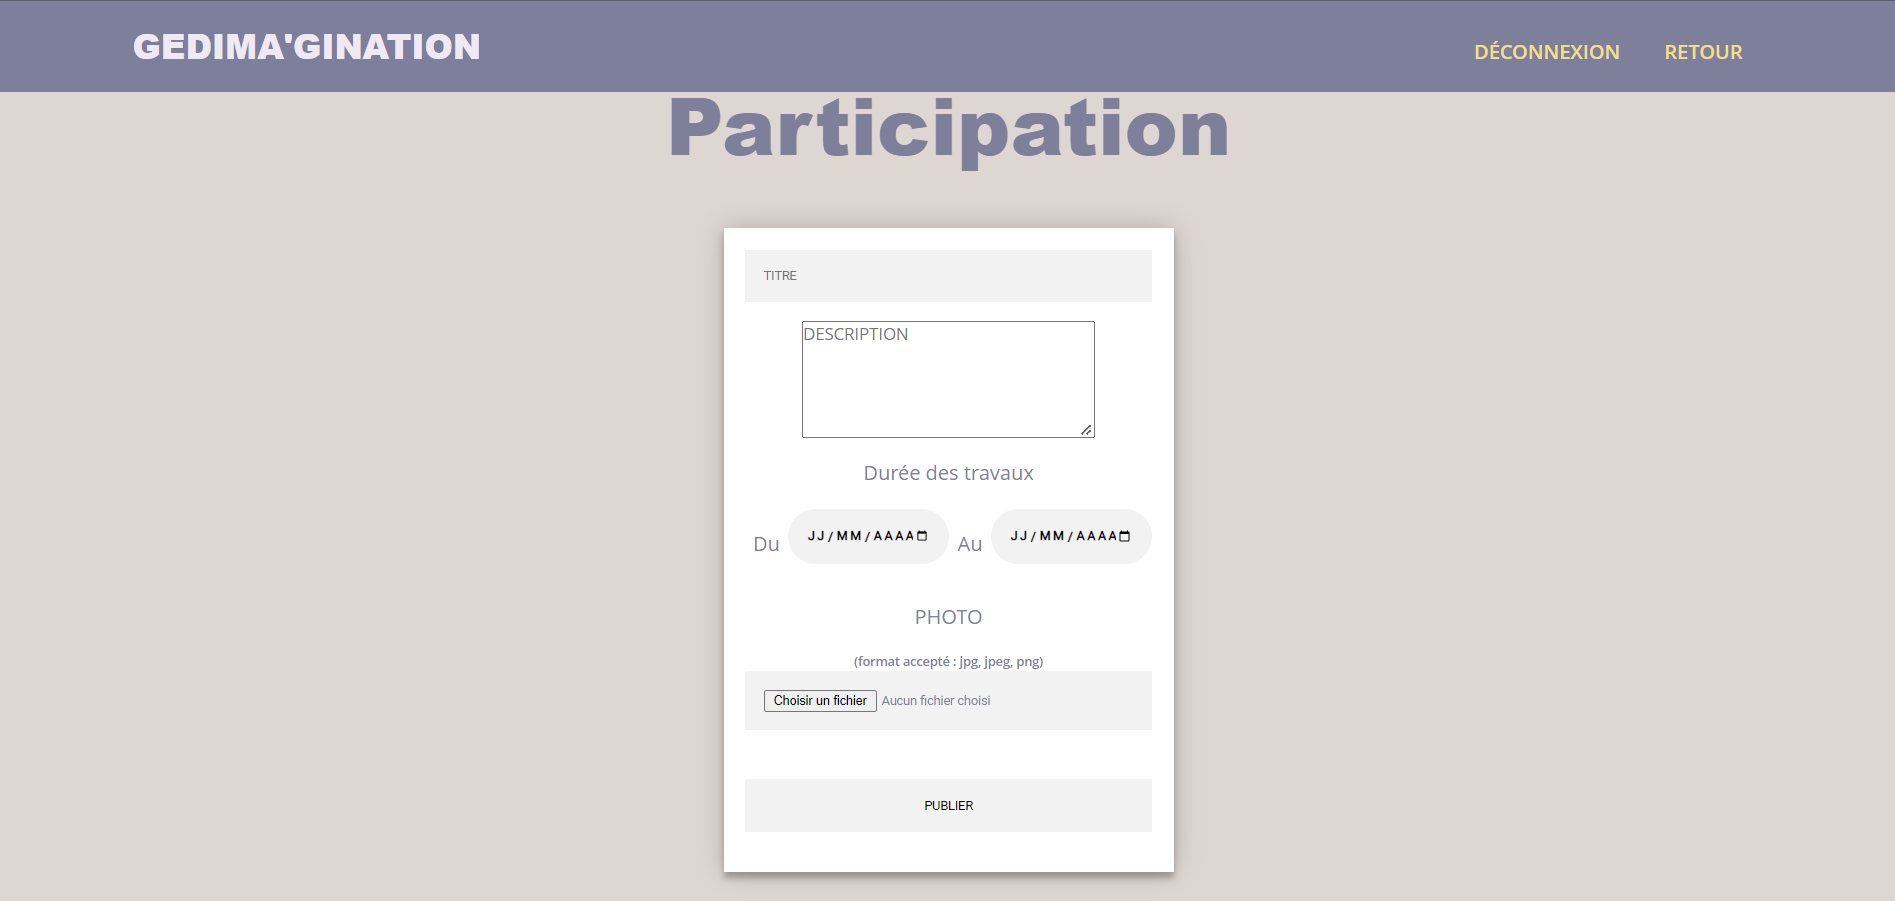 GEDIMA'GINATION
DÉCONNEXION RETOUR
Participation
TITRE
DESCRIPTION
Durée des travaux
Du JJ/MM/AAAA Au JJ/MM/AAAA
PHOTO
(format accepté : jpg, jpeg, png)
Choisir un fichier Aucun fichier choisi
PUBLIER